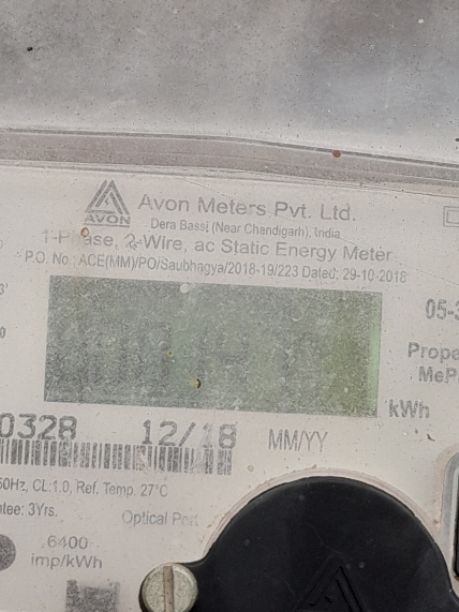 AVON
Avon Meters Pvt. Ltd.
Dera Bassi (Near Chandigarh), India
1-Phase, 2-Wire, ac Static Energy Meter
P.O. No.: ACE(MM)/PO/Saubhagya/2018-19/223 Dated: 29-10-2018
05-3
Prope
MePI
kWh
0328 12/18 MM/YY
50Hz, CL:1.0, Ref. Temp. 27°C
ntee: 3Yrs.
Optical Port
6400
imp/kWh
AVON